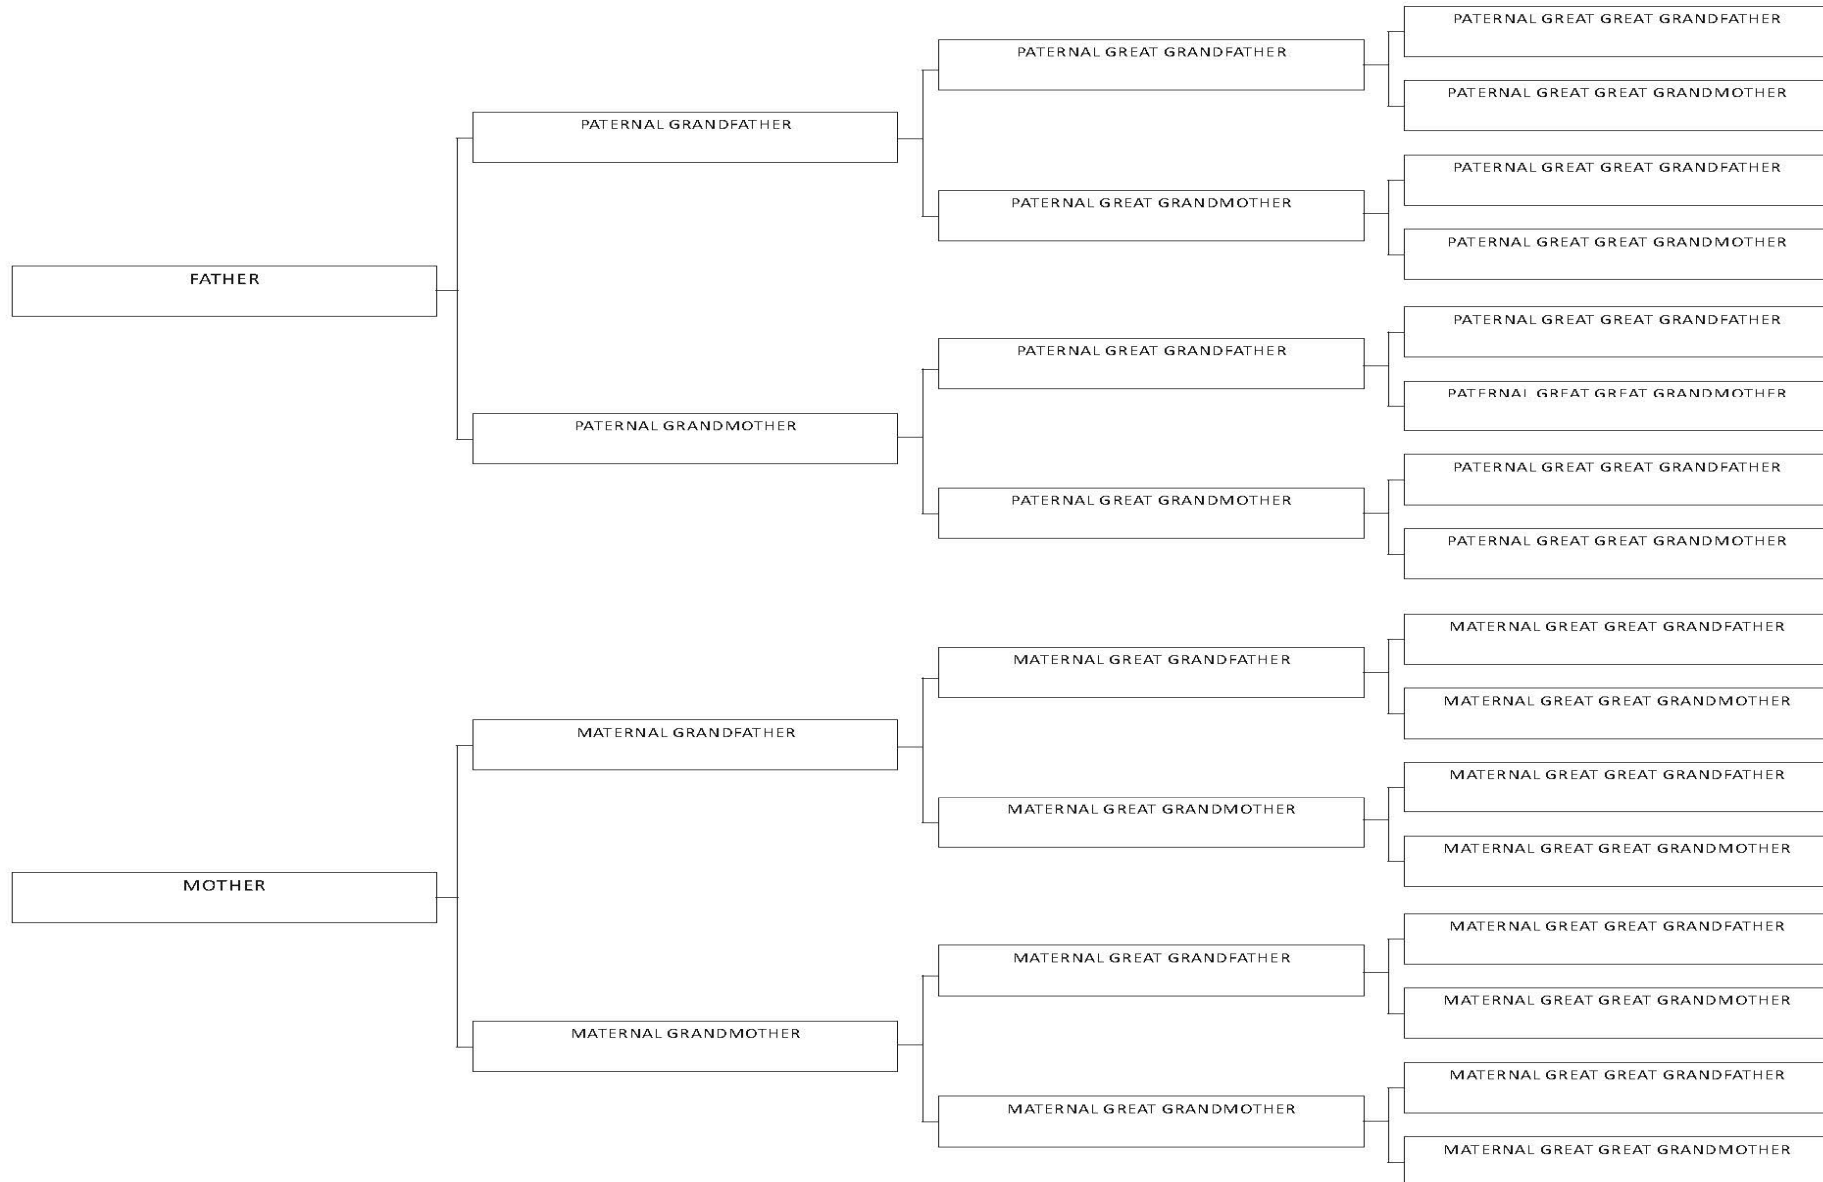 PATERNAL GREAT GREAT GRANDFATHER
PATERNAL GREAT GRANDFATHER
PATERNAL GREAT GREAT GRANDMOTHER
PATERNAL GRANDFATHER
PATERNAL GREAT GREAT GRANDFATHER
PATERNAL GREAT GRANDMOTHER
PATERNAL GREAT GREAT GRANDMOTHER
FATHER
PATERNAL GREAT GREAT GRANDFATHER
PATERNAL GREAT GRANDFATHER
PATERNAL GREAT GREAT GRANDMOTHER
PATERNAL GRANDMOTHER
PATERNAL GREAT GREAT GRANDFATHER
PATERNAL GREAT GRANDMOTHER
PATERNAL GREAT GREAT GRANDMOTHER
MATERNAL GREAT GREAT GRANDFATHER
MATERNAL GREAT GRANDFATHER
MATERNAL GREAT GREAT GRANDMOTHER
MATERNAL GRANDFATHER
MATERNAL GREAT GREAT GRANDFATHER
MATERNAL GREAT GRANDMOTHER
MATERNAL GREAT GREAT GRANDMOTHER
MOTHER
MATERNAL GREAT GREAT GRANDFATHER
MATERNAL GREAT GRANDFATHER
MATERNAL GREAT GREAT GRANDMOTHER
MATERNAL GRANDMOTHER
MATERNAL GREAT GREAT GRANDFATHER
MATERNAL GREAT GRANDMOTHER
MATERNAL GREAT GREAT GRANDMOTHER